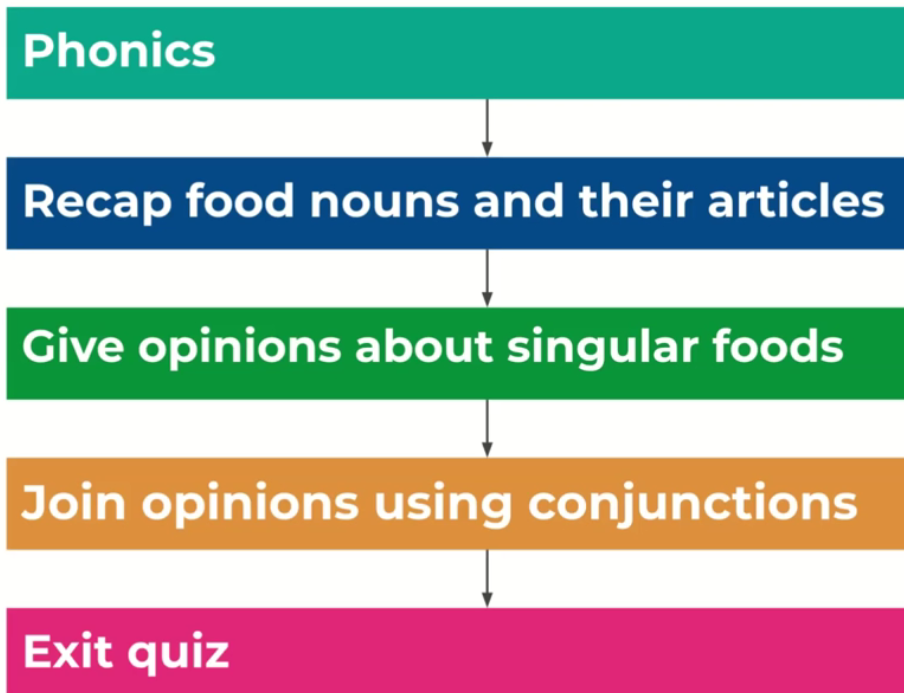 Phonics
Recap food nouns and their articles
Give opinions about singular foods
Join opinions using conjunctions
Exit quiz